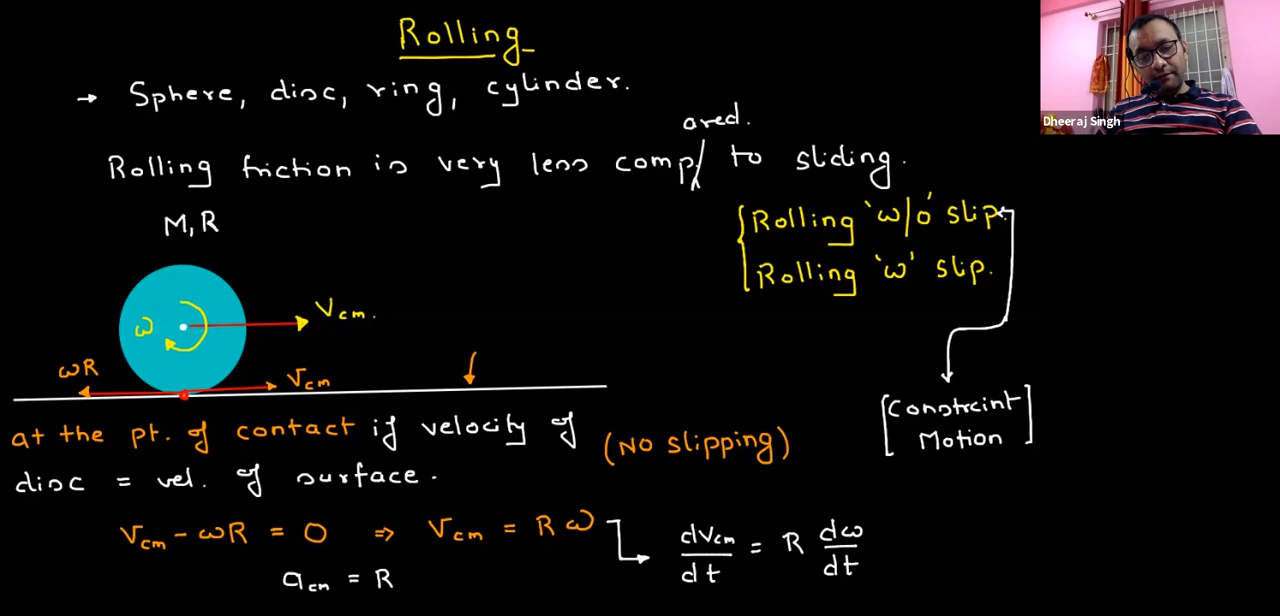 Rolling
→ Sphere, disc, ring, cylinder.
ared.
Rolling friction is very less comp/ to sliding.
M, R
Rolling 'w/o' slip
Rolling 'w' slip.
ω
Vcm.
ωR
Vcm
[Constraint
Motion]
at the pt. of contact if velocity of
(No slipping)
disc = vel. of surface.
Vcm - ωR = 0 ⇒ Vcm = R ω
dVcm/dt = R dω/dt
acm = R
Dheeraj Singh